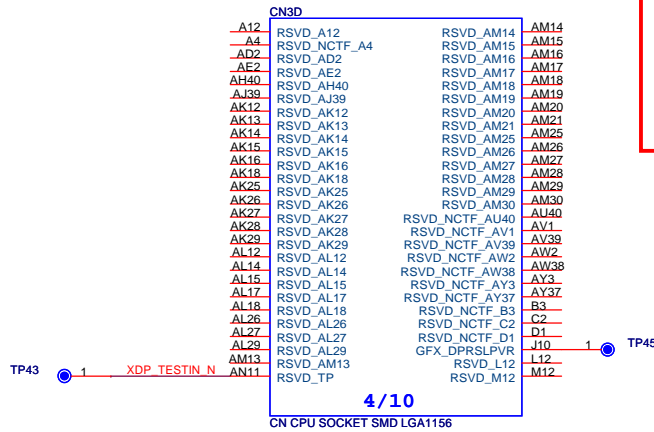 CN3D
A12 RSVD_A12 RSVD_AM14 AM14
A4 RSVD_NCTF_A4 RSVD_AM15 AM15
AD2 RSVD_AD2 RSVD_AM16 AM16
AE2 RSVD_AE2 RSVD_AM17 AM17
AH40 RSVD_AH40 RSVD_AM18 AM18
AJ39 RSVD_AJ39 RSVD_AM19 AM19
AK12 RSVD_AK12 RSVD_AM20 AM20
AK13 RSVD_AK13 RSVD_AM21 AM21
AK14 RSVD_AK14 RSVD_AM25 AM25
AK15 RSVD_AK15 RSVD_AM26 AM26
AK16 RSVD_AK16 RSVD_AM27 AM27
AK18 RSVD_AK18 RSVD_AM28 AM28
AK25 RSVD_AK25 RSVD_AM29 AM29
AK26 RSVD_AK26 RSVD_AM30 AM30
AK27 RSVD_AK27 RSVD_NCTF_AU40 AU40
AK28 RSVD_AK28 RSVD_NCTF_AV1 AV1
AK29 RSVD_AK29 RSVD_NCTF_AV39 AV39
AL12 RSVD_AL12 RSVD_NCTF_AW2 AW2
AL14 RSVD_AL14 RSVD_NCTF_AW38 AW38
AL15 RSVD_AL15 RSVD_NCTF_AY3 AY3
AL17 RSVD_AL17 RSVD_NCTF_AY37 AY37
AL18 RSVD_AL18 RSVD_NCTF_B3 B3
AL26 RSVD_AL26 RSVD_NCTF_C2 C2
AL27 RSVD_AL27 RSVD_NCTF_D1 D1
AL29 RSVD_AL29 GFX_DPRSLPVR J10 1 TP45
AM13 RSVD_AM13 RSVD_L12 L12
TP43 1 XDP_TESTIN_N AN11 RSVD_TP RSVD_M12 M12
4/10
CN CPU SOCKET SMD LGA1156